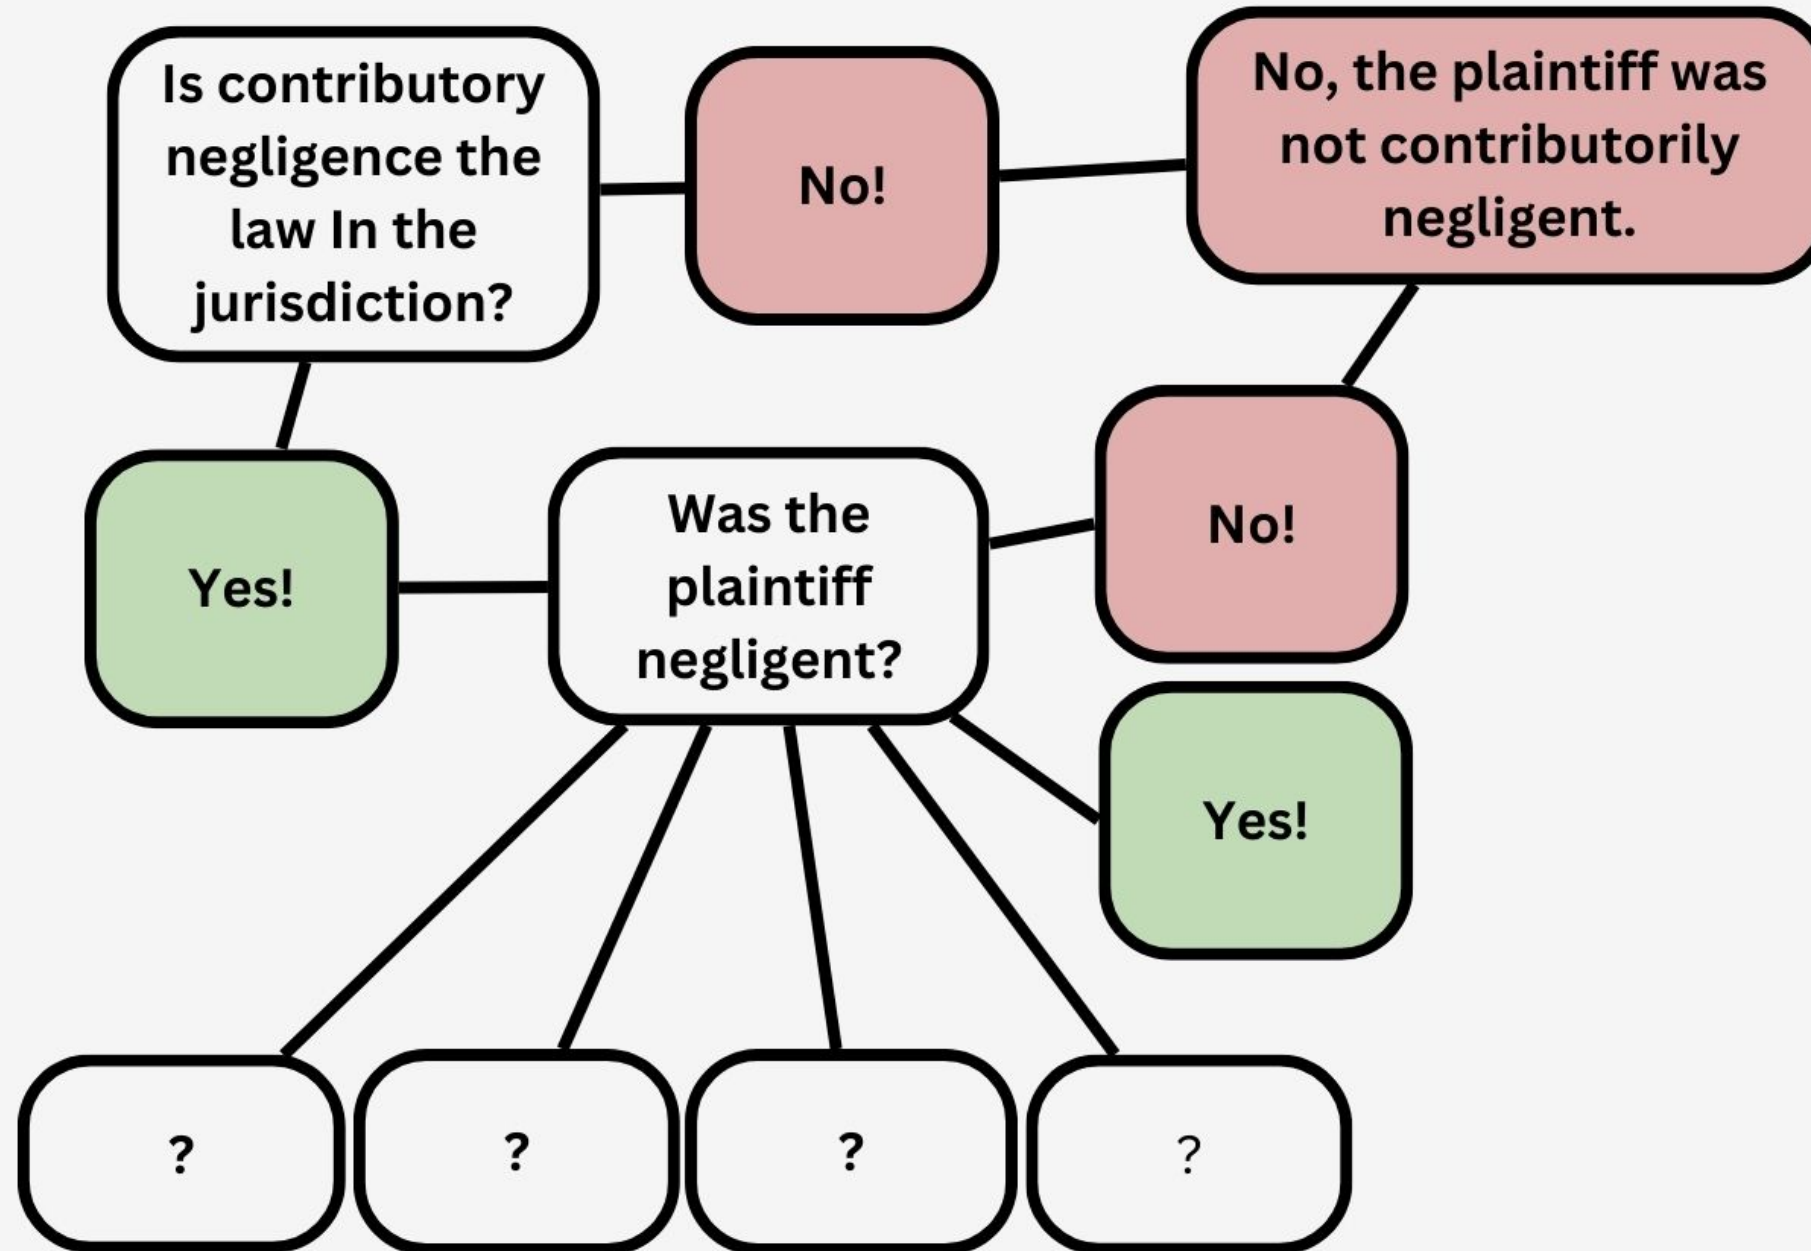 Is contributory
negligence the
law In the
jurisdiction?
No!
No, the plaintiff was
not contributorily
negligent.
Yes!
Was the
plaintiff
negligent?
No!
Yes!
?
?
?
?